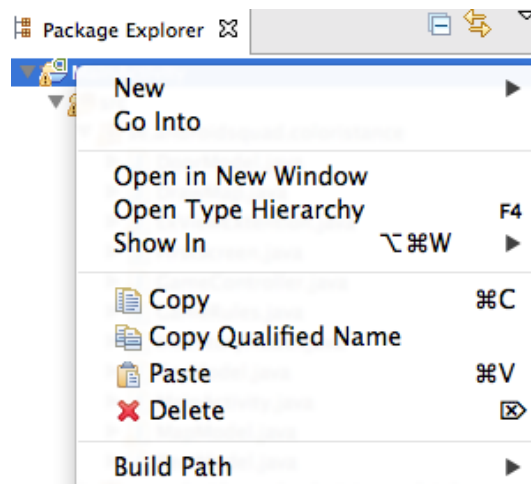 Package Explorer
New
Go Into
Open in New Window
Open Type Hierarchy F4
Show In ⌥⌘W
Copy ⌘C
Copy Qualified Name
Paste ⌘V
Delete ⌦
Build Path